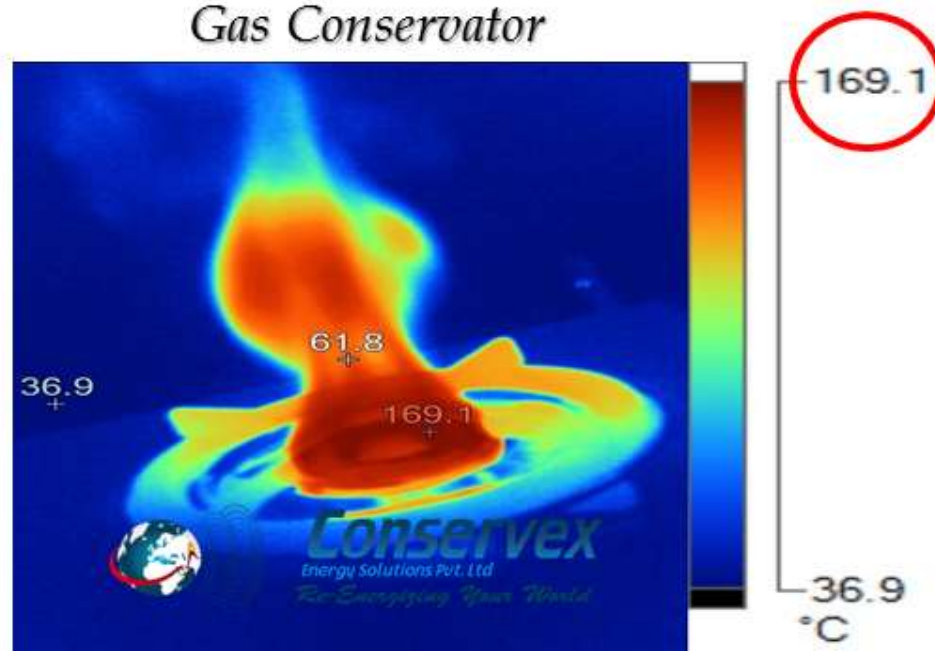 Gas Conservator
169.1
61.8
36.9
169.1
Conservex
Energy Solutions Pvt. Ltd
Re-Energizing Your World
36.9
°C